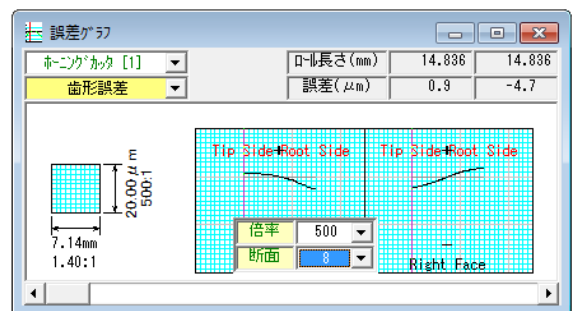 誤差グラフ
ホーニングカッタ [1]
ロール長さ(mm) 14.836 14.836
歯形誤差
誤差(μm) 0.9 -4.7
Tip Side Root Side Tip Side Root Side
20.00μm
500:1
7.14mm
1.40:1
倍率 500
断面 8
Right Face